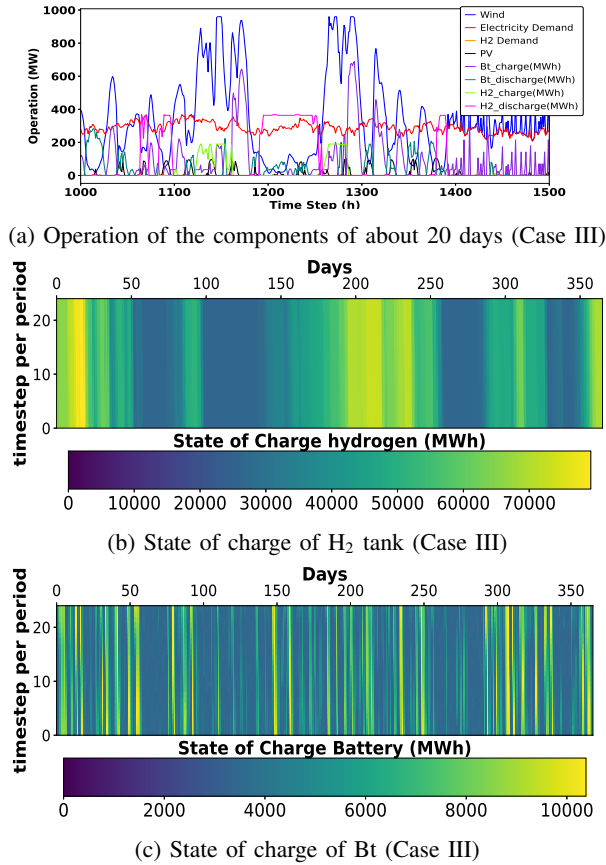 1000
800
600
400
200
0
Operation (MW)
Wind
Electricity Demand
H2 Demand
PV
Bt_charge(MWh)
Bt_discharge(MWh)
H2_charge(MWh)
H2_discharge(MWh)
1000 1100 1200 1300 1400 1500
Time Step (h)
(a) Operation of the components of about 20 days (Case III)
Days
0 50 100 150 200 250 300 350
timestep per period
20
10
0
State of Charge hydrogen (MWh)
0 10000 20000 30000 40000 50000 60000 70000
(b) State of charge of H₂ tank (Case III)
Days
0 50 100 150 200 250 300 350
timestep per period
20
10
0
State of Charge Battery (MWh)
0 2000 4000 6000 8000 10000
(c) State of charge of Bt (Case III)